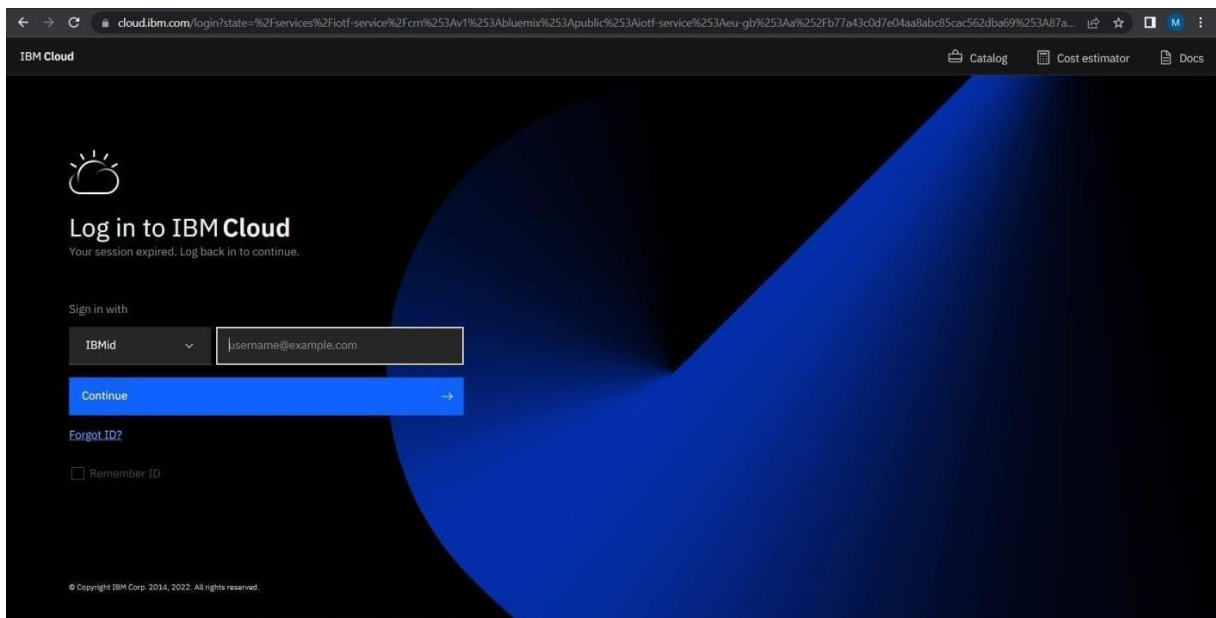 cloud.ibm.com/login?state=%2Fservices%2Fiotf-service%2Fcrn%253Av1%253Abluemix%253Apublic%253Aiotf-service%253Aeu-gb%253Aa%252Fb77a43c0d7e04aa8abc85cac562dba69%253A87a...
M
IBM Cloud
Catalog
Cost estimator
Docs
Log in to IBM Cloud
Your session expired. Log back in to continue.
Sign in with
IBMid
username@example.com
Continue
Forgot ID?
Remember ID
© Copyright IBM Corp. 2014, 2022. All rights reserved.